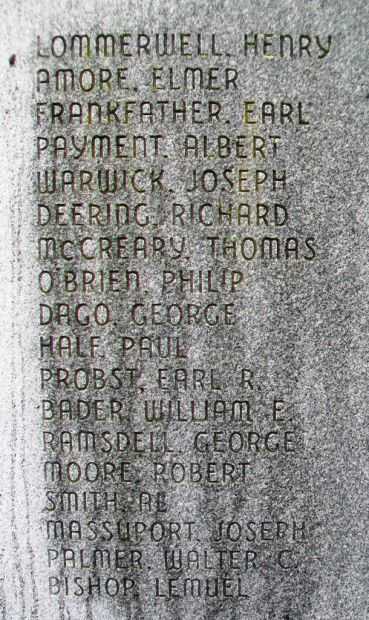 LOMMERWELL, HENRY
AMORE, ELMER
FRANKFATHER, EARL
PAYMENT, ALBERT
WARWICK, JOSEPH
DEERING, RICHARD
McCREARY, THOMAS
O'BRIEN, PHILIP
DAGO, GEORGE
HALF, PAUL
PROBST, EARL R.
BADER, WILLIAM E.
RAMSDELL, GEORGE
MOORE, ROBERT
SMITH, AL
MASSUPORT, JOSEPH
PALMER, WALTER C.
BISHOP, LEMUEL